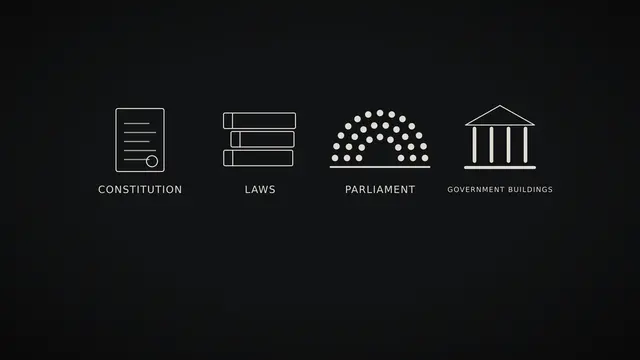 CONSTITUTION
LAWS
PARLIAMENT
GOVERNMENT BUILDINGS